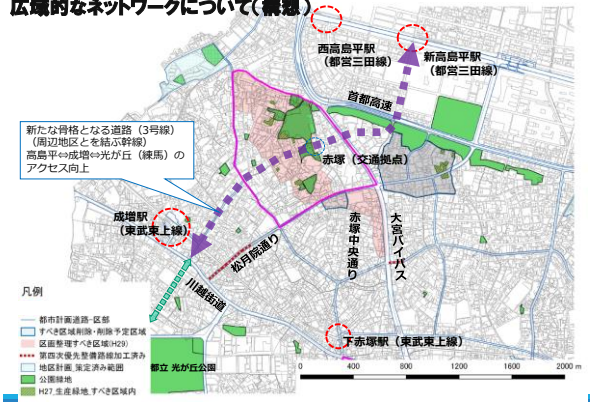 広域的なネットワークについて(構想)
西高島平駅
(都営三田線)
新高島平駅
(都営三田線)
首都高速
新たな骨格となる道路(3号線)
(周辺地区とを結ぶ幹線)
高島平⇔成増⇔光が丘(練馬)の
アクセス向上
赤塚(交通拠点)
成増駅
(東武東上線)
松月院通り
赤塚中央通り
大宮バイパス
川越街道
下赤塚駅(東武東上線)
都立 光が丘公園
凡例
都市計画道路-区部
すべき区域削除・削除予定区域
区画整理すべき区域(H29)
第四次優先整備路線加工済み
地区計画_策定済み範囲
公園緑地
H27_生産緑地_すべき区域内
0 400 800 1200 1600 2000 m